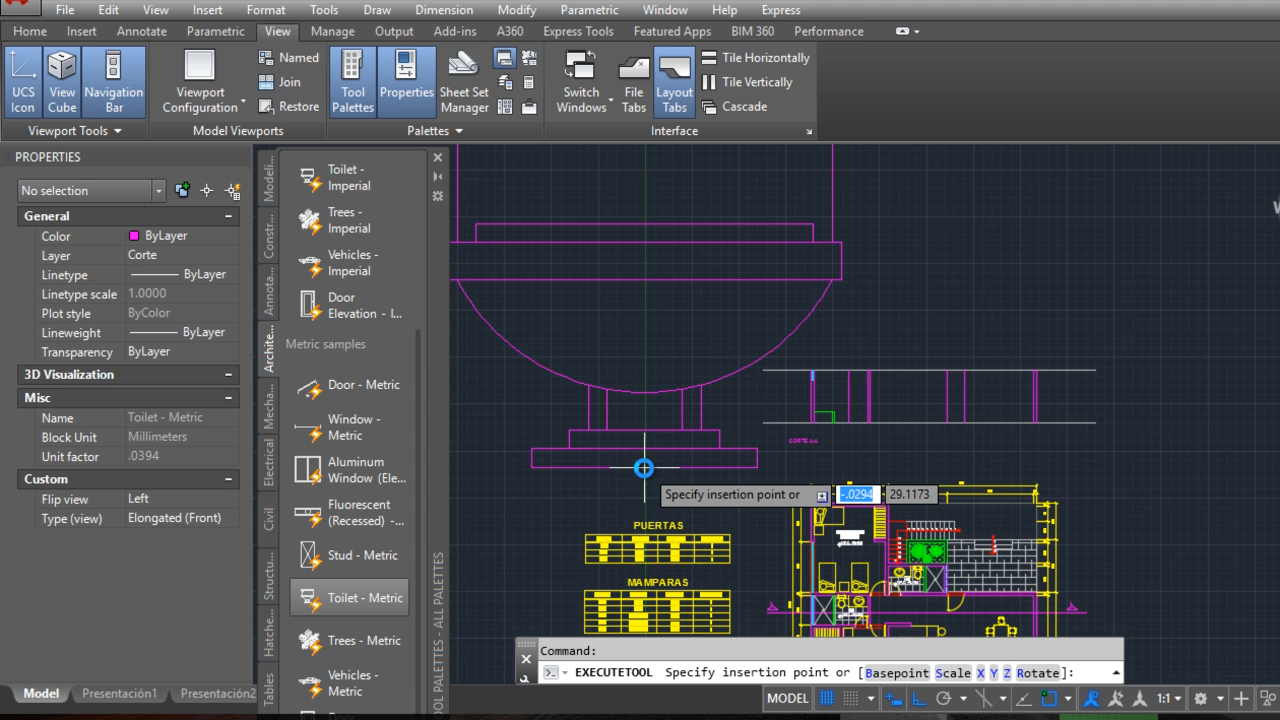 File Edit View Insert Format Tools Draw Dimension Modify Parametric Window Help Express
Home Insert Annotate Parametric View Manage Output Add-ins A360 Express Tools Featured Apps BIM 360 Performance
UCS Icon
View Cube
Navigation Bar
Viewport Configuration
Named
Join
Restore
Tool Palettes
Properties
Sheet Set Manager
Switch Windows
File Tabs
Layout Tabs
Tile Horizontally
Tile Vertically
Cascade
Viewport Tools Model Viewports Palettes Interface
PROPERTIES
No selection
General
Color ByLayer
Layer Corte
Linetype ByLayer
Linetype scale 1.0000
Plot style ByColor
Lineweight ByLayer
Transparency ByLayer
3D Visualization
Misc
Name Toilet - Metric
Block Unit Millimeters
Unit factor .0394
Custom
Flip view Left
Type (view) Elongated (Front)
Modeli...
Constr...
Annota...
Archite...
Mecha...
Electrical
Civil
Structu...
Hatche...
Tables
Toilet - Imperial
Trees - Imperial
Vehicles - Imperial
Door Elevation - I...
Metric samples
Door - Metric
Window - Metric
Aluminum Window (Ele...
Fluorescent (Recessed) -...
Stud - Metric
Toilet - Metric
Trees - Metric
Vehicles - Metric
TOOL PALETTES - ALL PALETTES
Specify insertion point or -.0294 29.1173
PUERTAS
MAMPARAS
Command:
EXECUTETOOL Specify insertion point or [Basepoint Scale X Y Z Rotate]:
Model Presentación1 Presentación2
MODEL 1:1